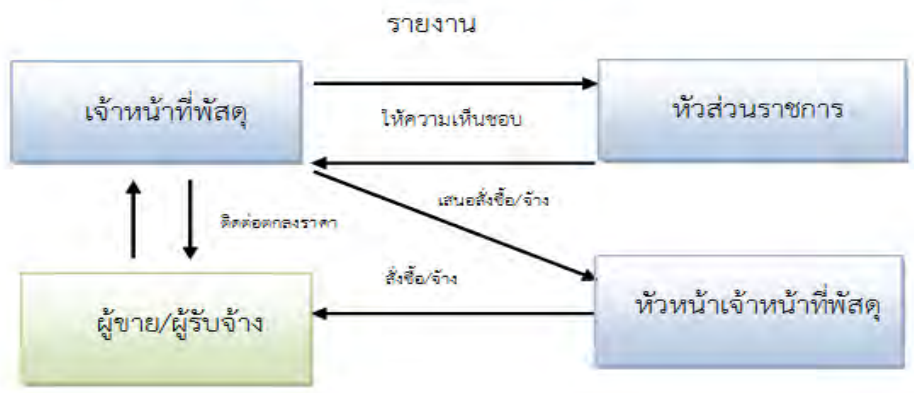 รายงาน
เจ้าหน้าที่พัสดุ
หัวส่วนราชการ
ให้ความเห็นชอบ
เสนอสั่งซื้อ/จ้าง
ติดต่อตกลงราคา
สั่งซื้อ/จ้าง
ผู้ขาย/ผู้รับจ้าง
หัวหน้าเจ้าหน้าที่พัสดุ